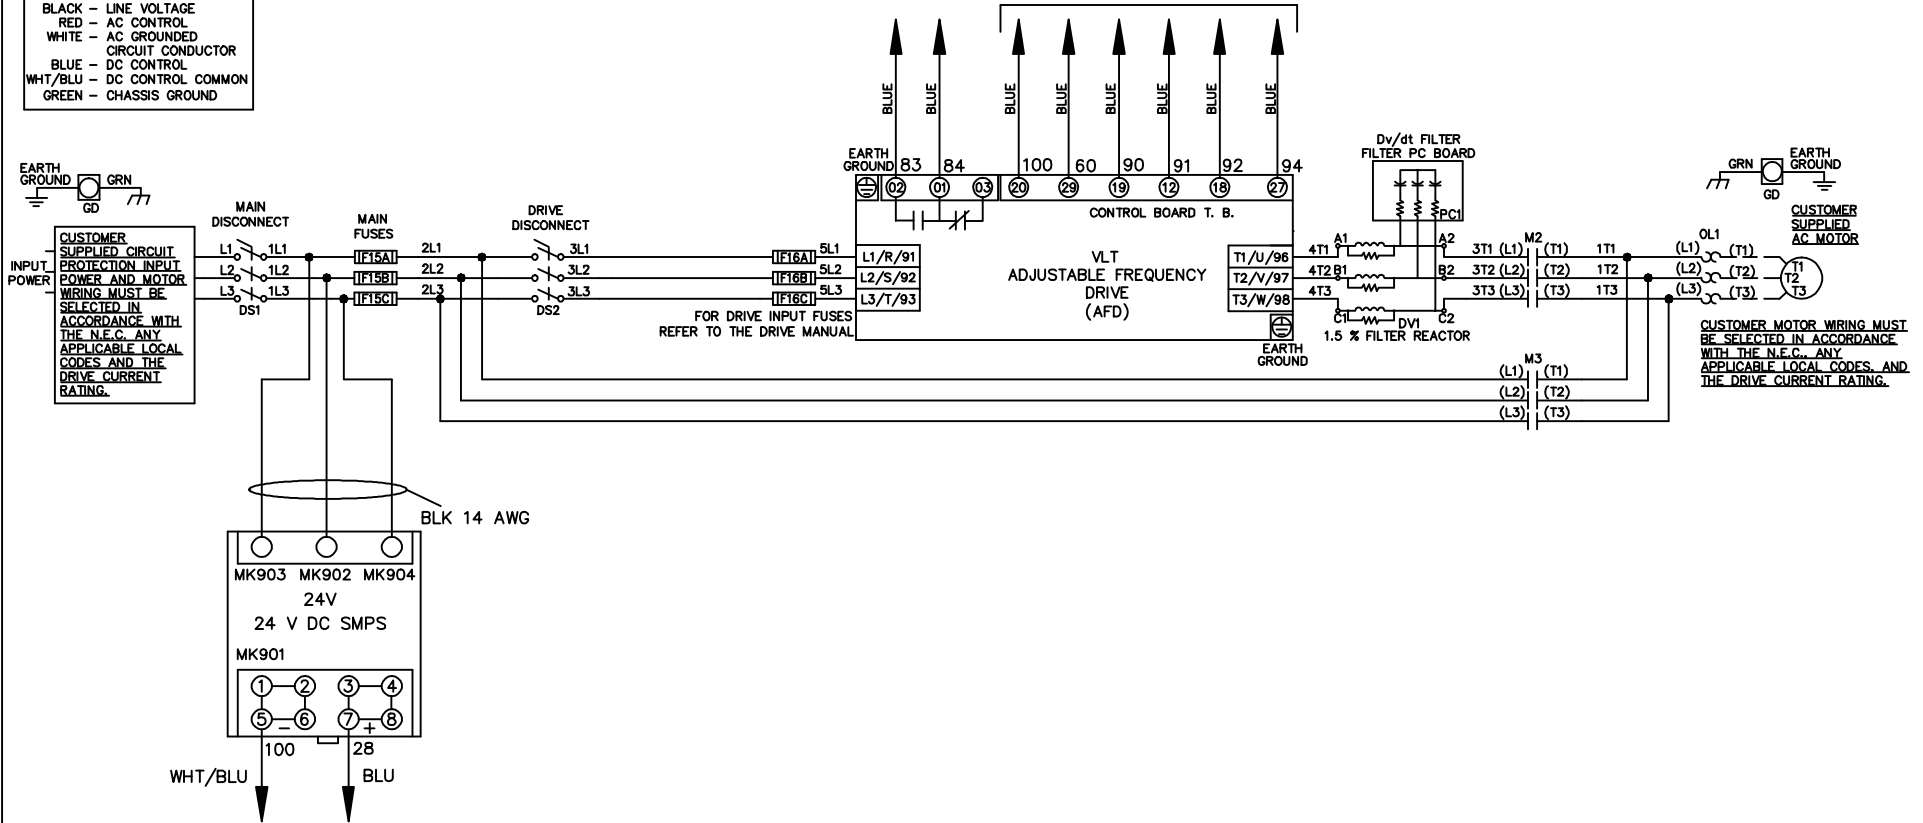 BLACK – LINE VOLTAGE
RED – AC CONTROL
WHITE – AC GROUNDED
CIRCUIT CONDUCTOR
BLUE – DC CONTROL
WHT/BLU – DC CONTROL COMMON
GREEN – CHASSIS GROUND
BLUE
BLUE
BLUE
BLUE
BLUE
BLUE
BLUE
BLUE
EARTH
GROUND
GRN
GD
EARTH
GROUND
83
84
100
60
90
91
92
94
02
01
03
20
29
19
12
18
27
CONTROL BOARD T. B.
Dv/dt FILTER
FILTER PC BOARD
PC1
GRN
EARTH
GROUND
GD
CUSTOMER
SUPPLIED
AC MOTOR
INPUT
POWER
CUSTOMER
SUPPLIED CIRCUIT
PROTECTION INPUT
POWER AND MOTOR
WIRING MUST BE
SELECTED IN
ACCORDANCE WITH
THE N.E.C. ANY
APPLICABLE LOCAL
CODES AND THE
DRIVE CURRENT
RATING.
MAIN
DISCONNECT
L1 1L1
L2 1L2
L3 1L3
DS1
MAIN
FUSES
F15A
F15B
F15C
2L1
2L2
2L3
DRIVE
DISCONNECT
3L1
3L2
3L3
DS2
F16A 5L1
F16B 5L2
F16C 5L3
FOR DRIVE INPUT FUSES
REFER TO THE DRIVE MANUAL
L1/R/91
L2/S/92
L3/T/93
VLT
ADJUSTABLE FREQUENCY
DRIVE
(AFD)
T1/U/96
T2/V/97
T3/W/98
EARTH
GROUND
4T1 A1 A2
4T2 B1 B2
4T3 C1 C2
DV1
1.5 % FILTER REACTOR
M2
3T1 (L1) (T1) 1T1
3T2 (L2) (T2) 1T2
3T3 (L3) (T3) 1T3
OL1
(L1) (T1)
(L2) (T2)
(L3) (T3)
T1
T2
T3
CUSTOMER MOTOR WIRING MUST
BE SELECTED IN ACCORDANCE
WITH THE N.E.C., ANY
APPLICABLE LOCAL CODES, AND
THE DRIVE CURRENT RATING.
M3
(L1) (T1)
(L2) (T2)
(L3) (T3)
BLK 14 AWG
MK903 MK902 MK904
24V
24 V DC SMPS
MK901
1 2 3 4
5 – 6 7 + 8
100 28
WHT/BLU BLU